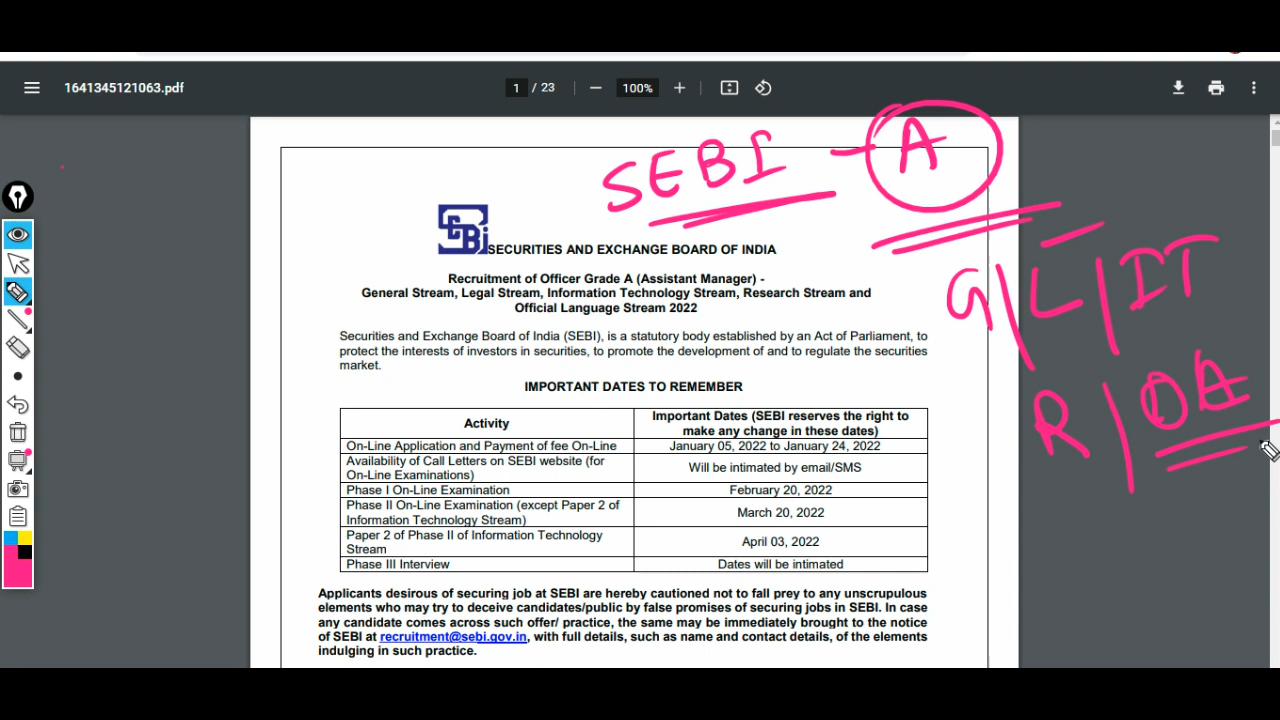 1641345121063.pdf
1 / 23
100%
SEBI - A
SEBi
SECURITIES AND EXCHANGE BOARD OF INDIA
Recruitment of Officer Grade A (Assistant Manager) -
General Stream, Legal Stream, Information Technology Stream, Research Stream and
Official Language Stream 2022
G/L/IT
R/
Securities and Exchange Board of India (SEBI), is a statutory body established by an Act of Parliament, to
protect the interests of investors in securities, to promote the development of and to regulate the securities
market.
IMPORTANT DATES TO REMEMBER
Activity
Important Dates (SEBI reserves the right to
make any change in these dates)
On-Line Application and Payment of fee On-Line
January 05, 2022 to January 24, 2022
Availability of Call Letters on SEBI website (for
On-Line Examinations)
Will be intimated by email/SMS
Phase I On-Line Examination
February 20, 2022
Phase II On-Line Examination (except Paper 2 of
Information Technology Stream)
March 20, 2022
Paper 2 of Phase II of Information Technology
Stream
April 03, 2022
Phase III Interview
Dates will be intimated
Applicants desirous of securing job at SEBI are hereby cautioned not to fall prey to any unscrupulous
elements who may try to deceive candidates/public by false promises of securing jobs in SEBI. In case
any candidate comes across such offer/ practice, the same may be immediately brought to the notice
of SEBI at recruitment@sebi.gov.in, with full details, such as name and contact details, of the elements
indulging in such practice.